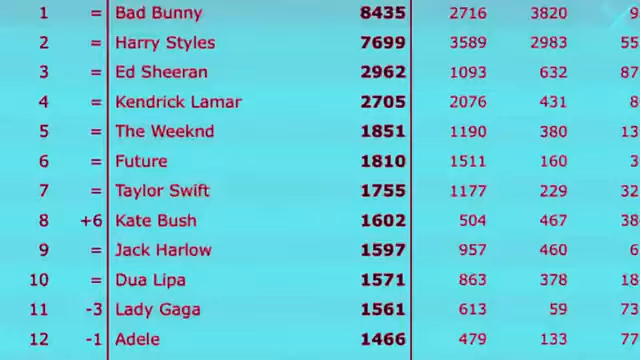 1 = Bad Bunny 8435 2716 3820 9
2 = Harry Styles 7699 3589 2983 55
3 = Ed Sheeran 2962 1093 632 87
4 = Kendrick Lamar 2705 2076 431 8
5 = The Weeknd 1851 1190 380 13
6 = Future 1810 1511 160 3
7 = Taylor Swift 1755 1177 229 32
8 +6 Kate Bush 1602 504 467 38
9 = Jack Harlow 1597 957 460 6
10 = Dua Lipa 1571 863 378 18
11 -3 Lady Gaga 1561 613 59 73
12 -1 Adele 1466 479 133 77